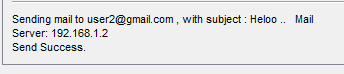 Sending mail to user2@gmail.com , with subject : Heloo .. Mail
Server: 192.168.1.2
Send Success.